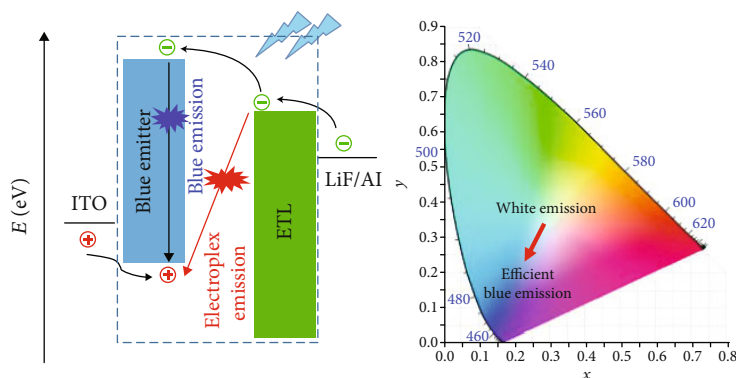 E (eV)
ITO
Blue emitter
Blue emission
Electroplex
emission
ETL
LiF/AI
y
0.9
0.8
0.7
0.6
0.5
0.4
0.3
0.2
0.1
0.0
0.0 0.1 0.2 0.3 0.4 0.5 0.6 0.7 0.8
x
520
540
560
580
600
620
500
480
460
White emission
Efficient
blue emission